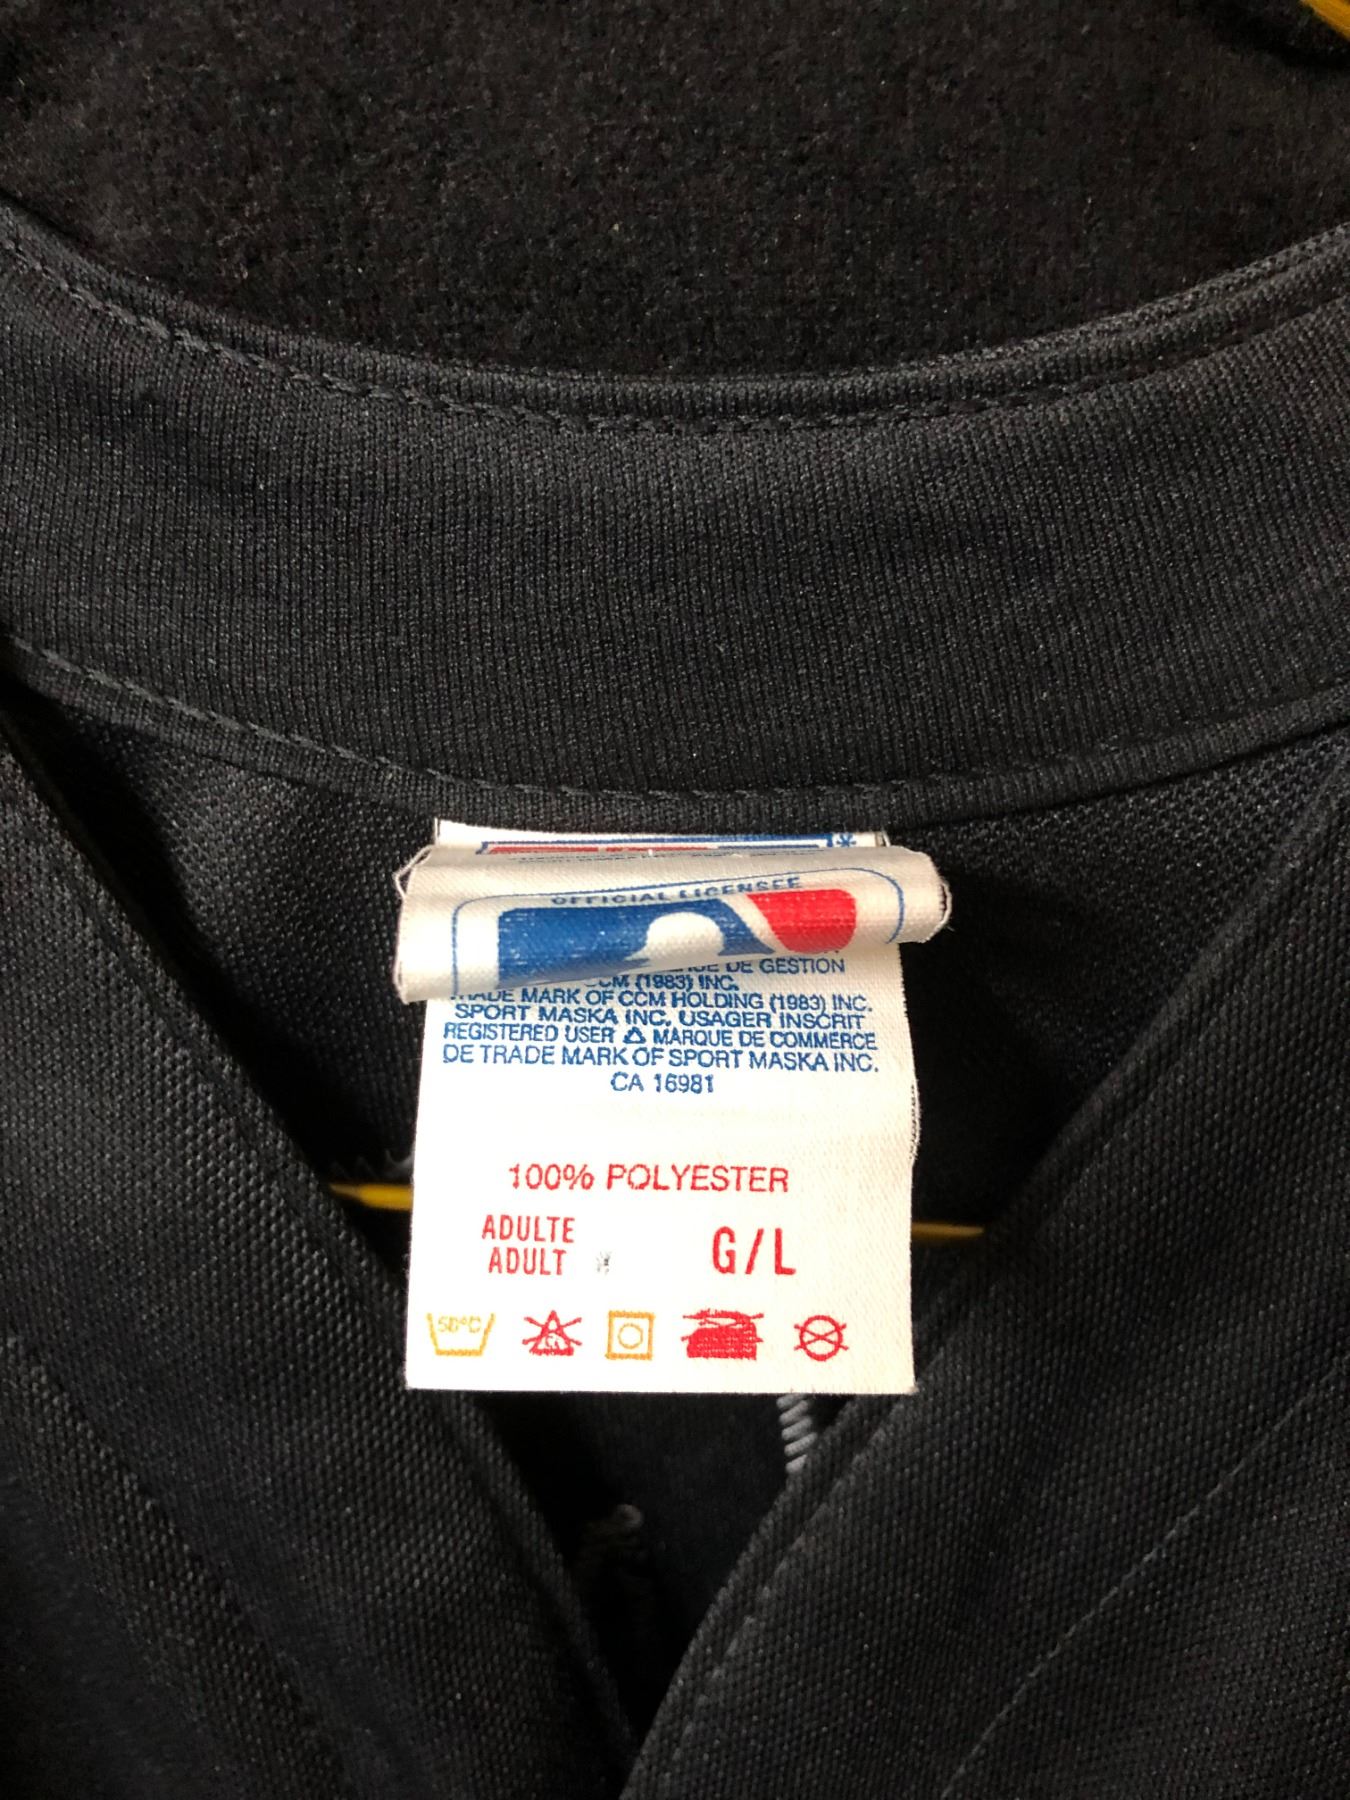 OFFICIAL LICENSEE
DE GESTION
CCM (1983) INC.
TRADE MARK OF CCM HOLDING (1983) INC.
SPORT MASKA INC. USAGER INSCRIT
REGISTERED USER △ MARQUE DE COMMERCE
DE TRADE MARK OF SPORT MASKA INC.
CA 16981
100% POLYESTER
ADULTE
ADULT
G/L
50°C